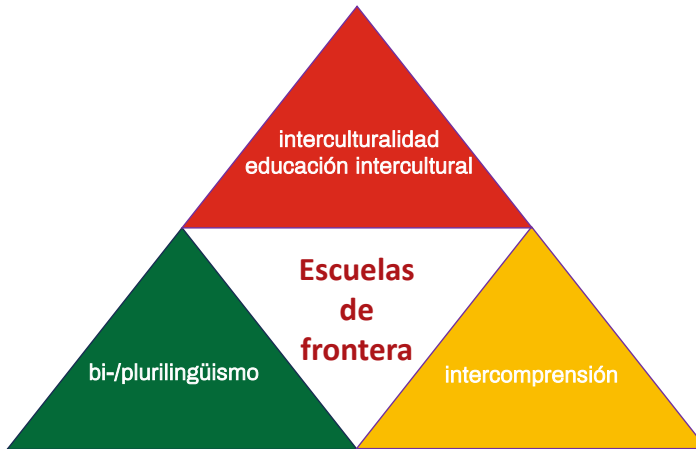 interculturalidad
educación intercultural
Escuelas
de
frontera
bi-/plurilingüismo
intercomprensión